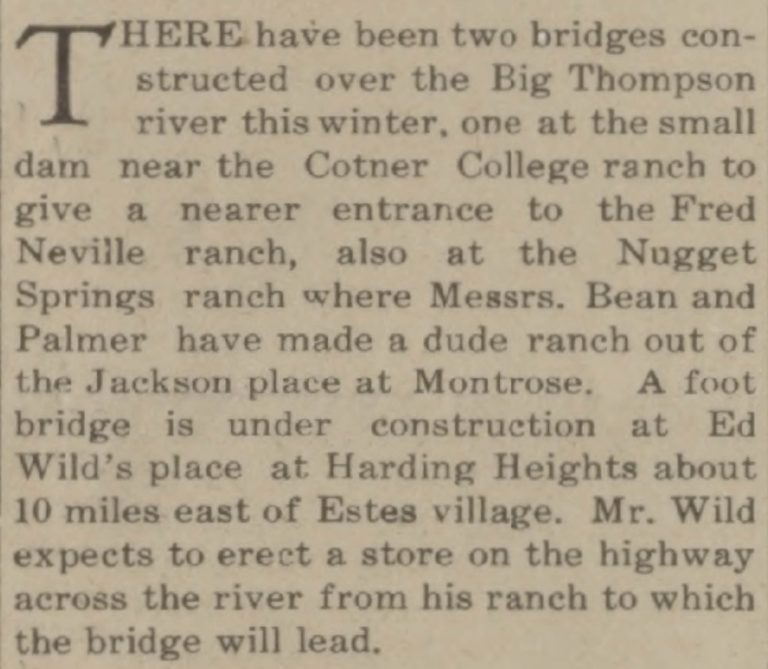 THERE have been two bridges con-
structed over the Big Thompson
river this winter, one at the small
dam near the Cotner College ranch to
give a nearer entrance to the Fred
Neville ranch, also at the Nugget
Springs ranch where Messrs. Bean and
Palmer have made a dude ranch out of
the Jackson place at Montrose. A foot
bridge is under construction at Ed
Wild's place at Harding Heights about
10 miles east of Estes village. Mr. Wild
expects to erect a store on the highway
across the river from his ranch to which
the bridge will lead.